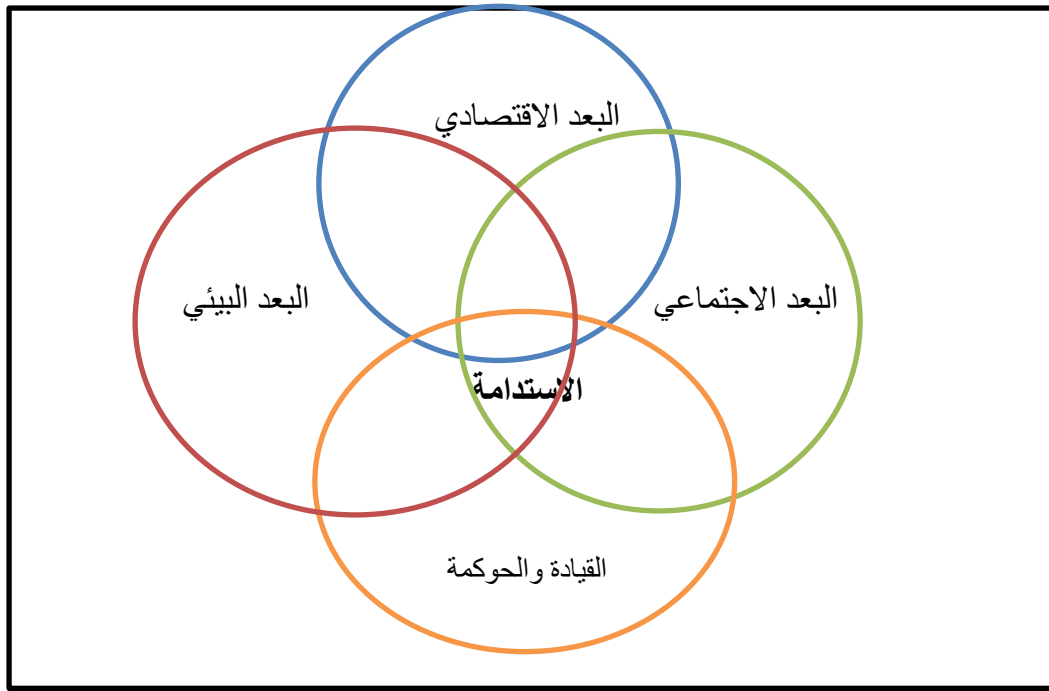 البعد الاقتصادي
البعد الاجتماعي
البعد البيئي
الاستدامة
القيادة والحوكمة